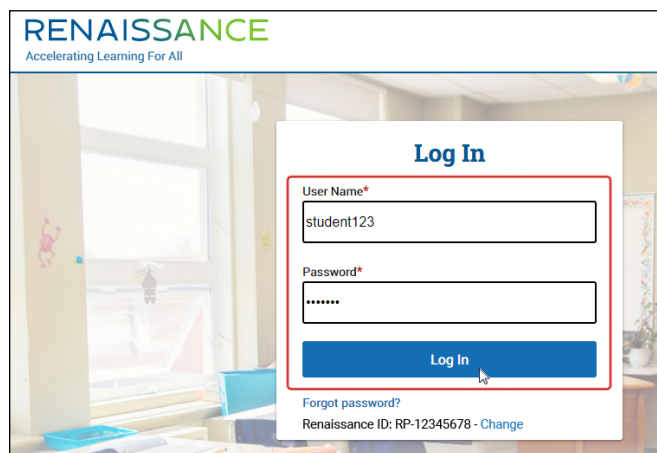 RENAISSANCE
Accelerating Learning For All
Log In
User Name*
student123
Password*
•••••••
Log In
Forgot password?
Renaissance ID: RP-12345678 - Change